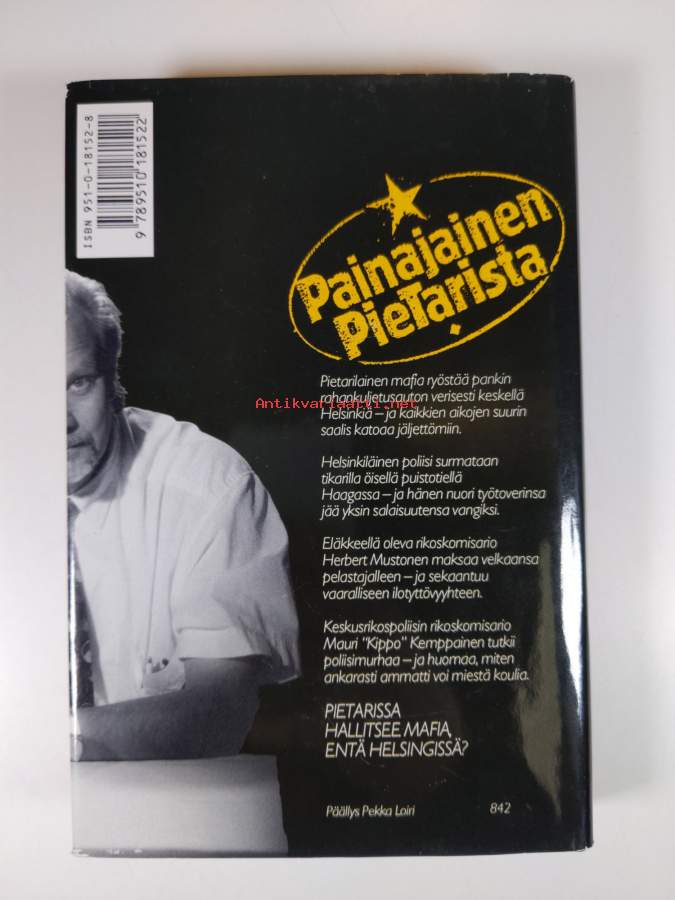 ISBN 951-0-18152-8
9 789510 181522
Painajainen
Pietarista
Pietarilainen mafia ryöstää pankin
rahankuljetusauton verisesti keskellä
Antikvariaatti.net
Helsinkiä – ja kaikkien aikojen suurin
saalis katoaa jäljettömiin.
Helsinkiläinen poliisi surmataan
tikarilla öisellä puistotiellä
Haagassa – ja hänen nuori työtoverinsa
jää yksin salaisuutensa vangiksi.
Eläkkeellä oleva rikoskomisario
Herbert Mustonen maksaa velkaansa
pelastajalleen – ja sekaantuu
vaaralliseen ilotyttövyyhteen.
Keskusrikospoliisin rikoskomisario
Mauri "Kippo" Kemppainen tutkii
poliisimurhaa – ja huomaa, miten
ankarasti ammatti voi miestä koulia.
PIETARISSA
HALLITSEE MAFIA,
ENTÄ HELSINGISSÄ?
Päällys Pekka Loiri 842